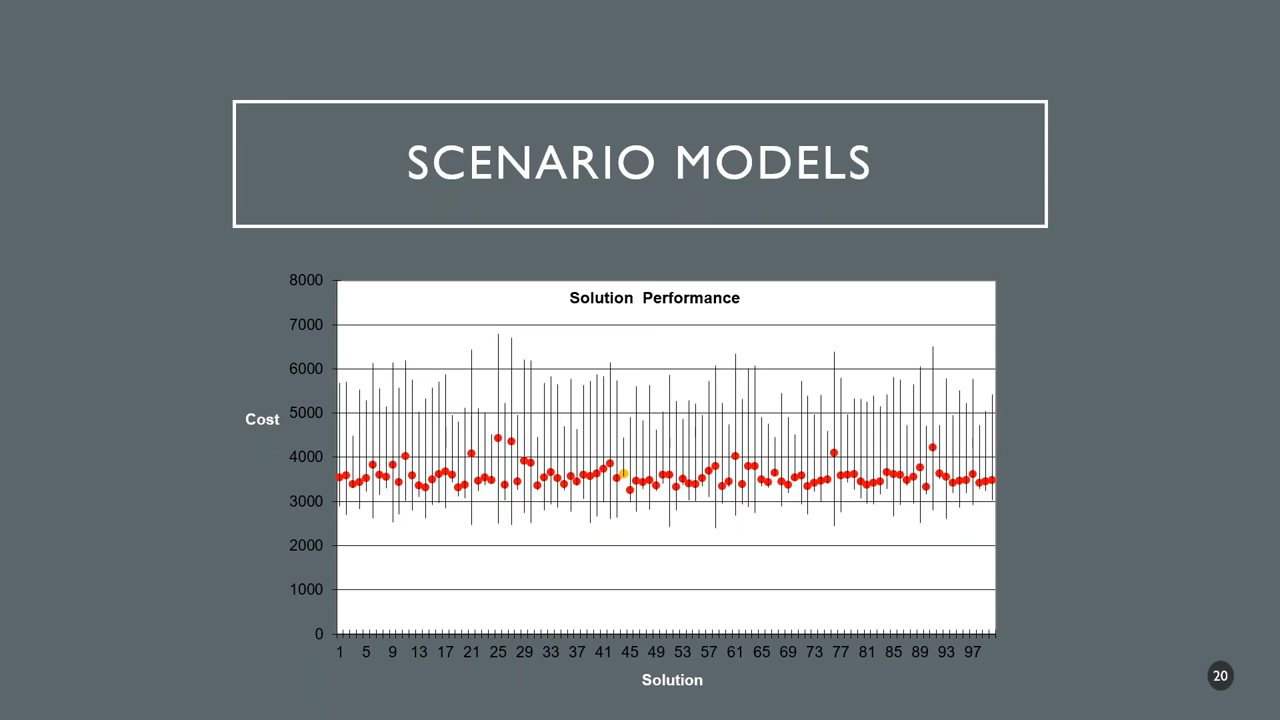 SCENARIO MODELS
Solution Performance
8000
7000
6000
5000
4000
3000
2000
1000
0
Cost
1 5 9 13 17 21 25 29 33 37 41 45 49 53 57 61 65 69 73 77 81 85 89 93 97
Solution
20